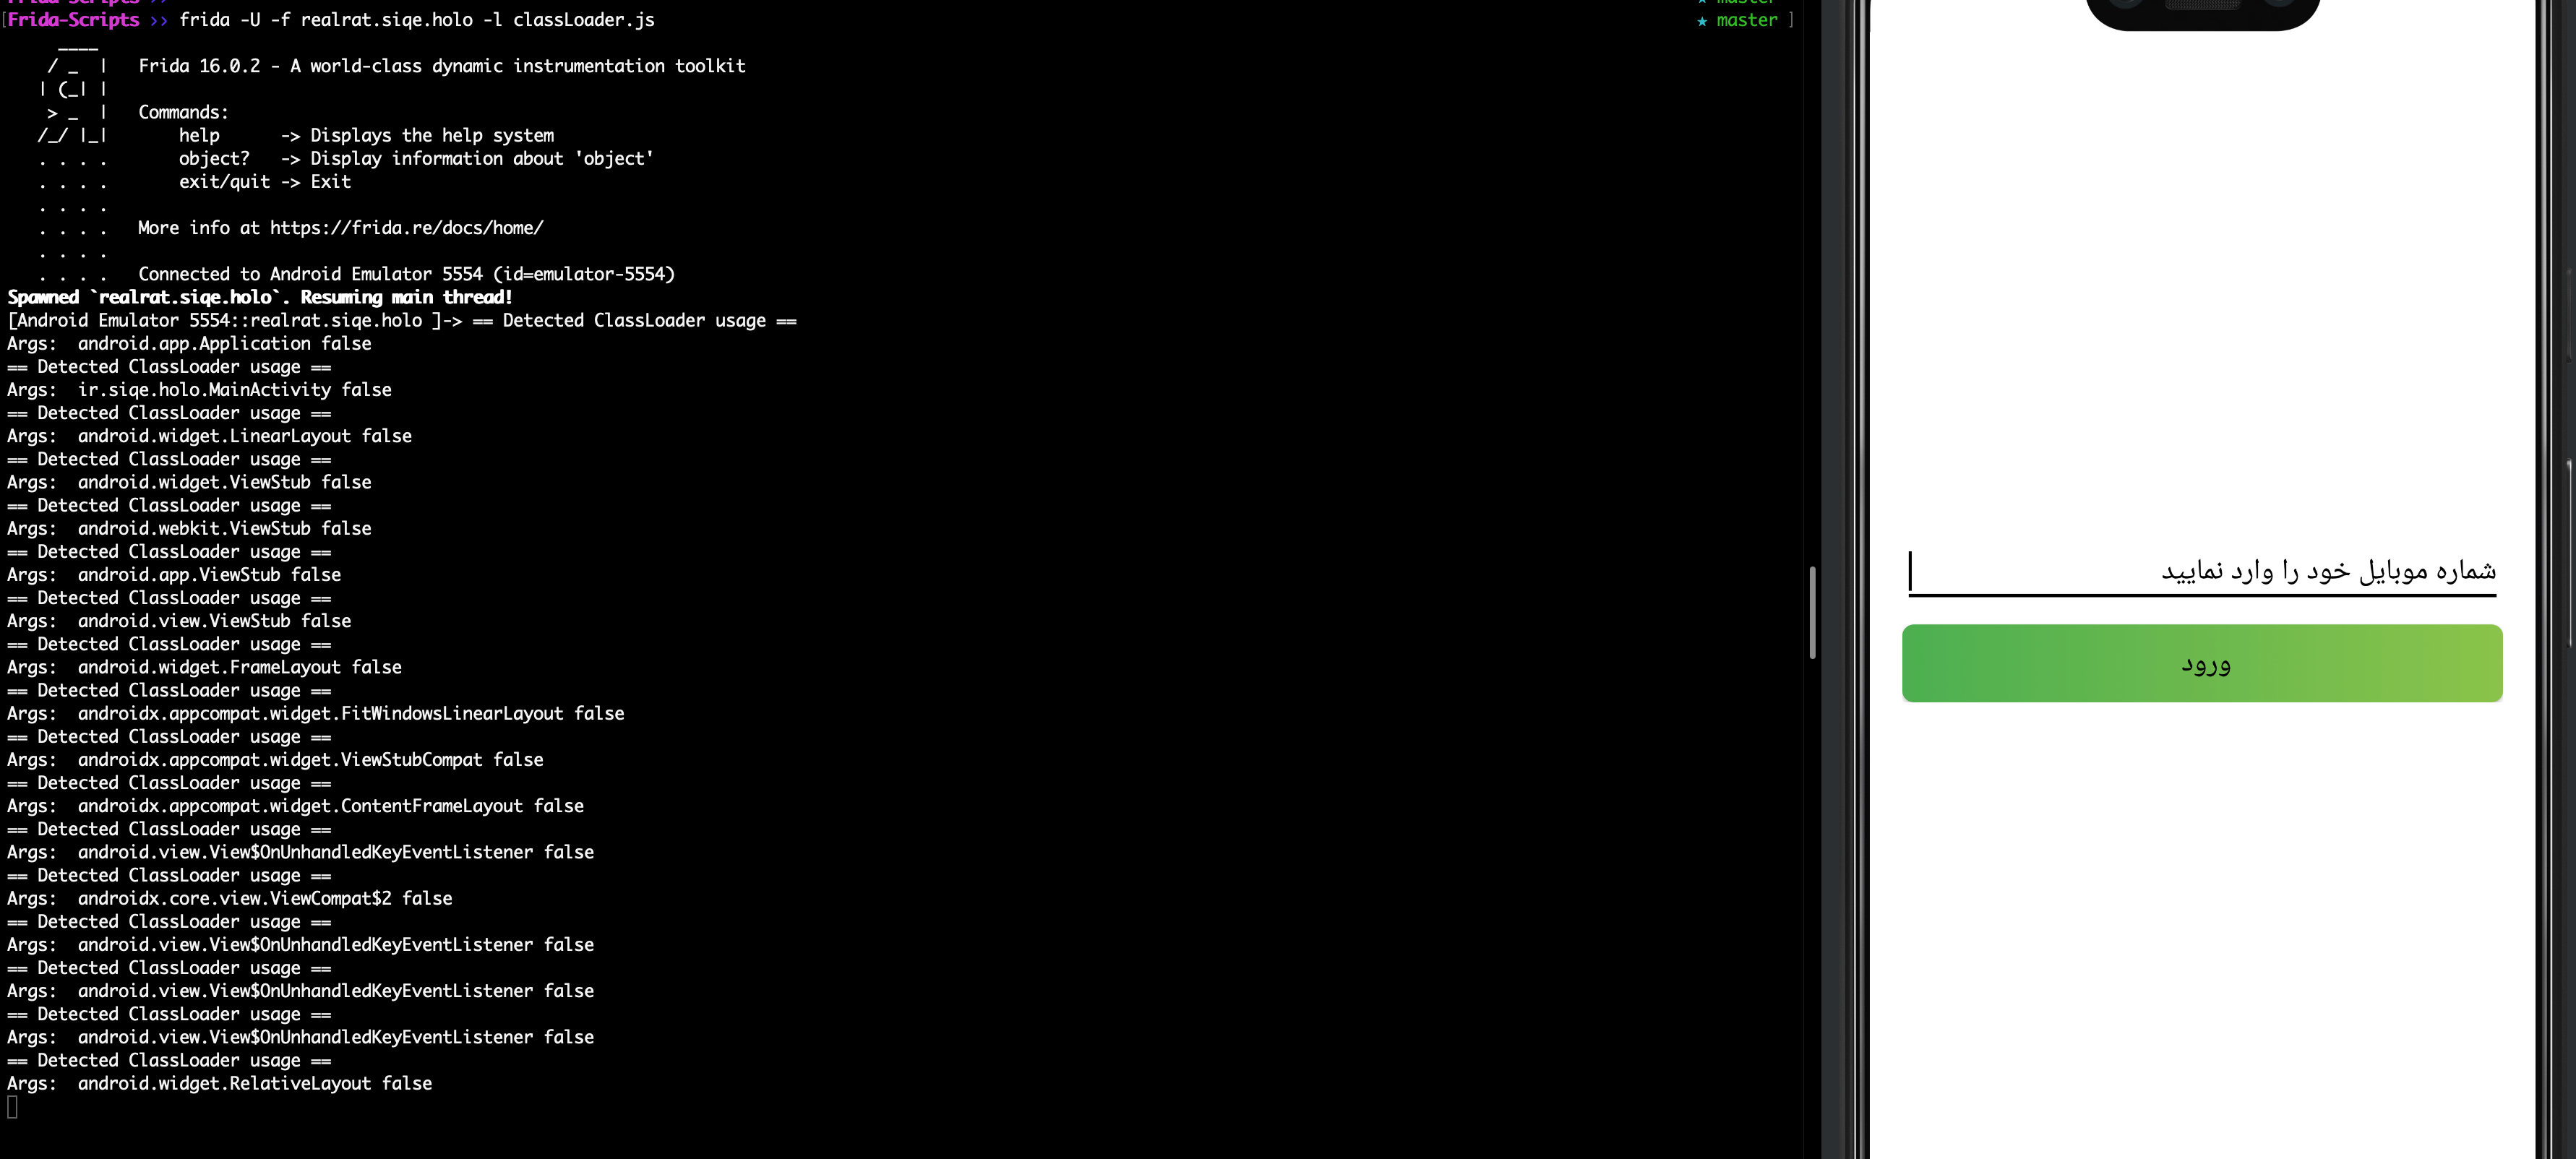 [Frida-Scripts >> frida -U -f realrat.siqe.holo -l classLoader.js ★ master ]
/ _ | Frida 16.0.2 - A world-class dynamic instrumentation toolkit
| (_| |
> _ | Commands:
/_/ |_| help -> Displays the help system
. . . . object? -> Display information about 'object'
. . . . exit/quit -> Exit
. . . .
. . . . More info at https://frida.re/docs/home/
. . . .
. . . . Connected to Android Emulator 5554 (id=emulator-5554)
Spawned `realrat.siqe.holo`. Resuming main thread!
[Android Emulator 5554::realrat.siqe.holo ]-> == Detected ClassLoader usage ==
Args: android.app.Application false
== Detected ClassLoader usage ==
Args: ir.siqe.holo.MainActivity false
== Detected ClassLoader usage ==
Args: android.widget.LinearLayout false
== Detected ClassLoader usage ==
Args: android.widget.ViewStub false
== Detected ClassLoader usage ==
Args: android.webkit.ViewStub false
== Detected ClassLoader usage ==
Args: android.app.ViewStub false
== Detected ClassLoader usage ==
Args: android.view.ViewStub false
== Detected ClassLoader usage ==
Args: android.widget.FrameLayout false
== Detected ClassLoader usage ==
Args: androidx.appcompat.widget.FitWindowsLinearLayout false
== Detected ClassLoader usage ==
Args: androidx.appcompat.widget.ViewStubCompat false
== Detected ClassLoader usage ==
Args: androidx.appcompat.widget.ContentFrameLayout false
== Detected ClassLoader usage ==
Args: android.view.View$OnUnhandledKeyEventListener false
== Detected ClassLoader usage ==
Args: androidx.core.view.ViewCompat$2 false
== Detected ClassLoader usage ==
Args: android.view.View$OnUnhandledKeyEventListener false
== Detected ClassLoader usage ==
Args: android.view.View$OnUnhandledKeyEventListener false
== Detected ClassLoader usage ==
Args: android.view.View$OnUnhandledKeyEventListener false
== Detected ClassLoader usage ==
Args: android.widget.RelativeLayout false
شماره موبایل خود را وارد نمایید
ورود